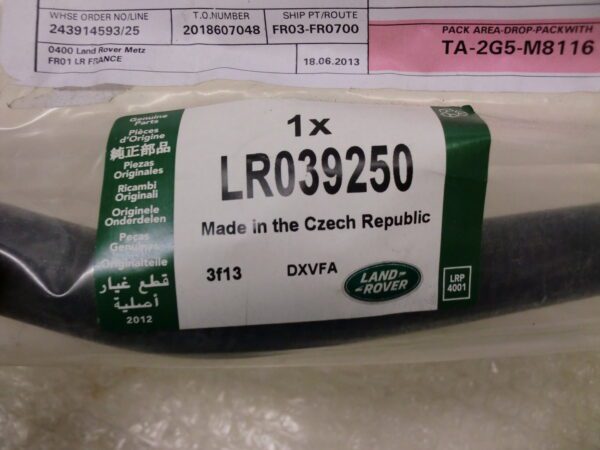 WHSE ORDER NO/LINE
243914593/25
T.O.NUMBER
2018607048
SHIP PT/ROUTE
FR03-FR0700
0400 Land Rover Metz
FR01 LR FRANCE
18.06.2013
PACK AREA-DROP-PACKWITH
TA-2G5-M8116
Genuine
Parts
Pièces
d'Origine
純正部品
Piezas
Originales
Ricambi
Originali
Originele
Onderdelen
Peças
Genuínas
Originalteile
قطع غيار
أصلية
2012
1x
LR039250
Made in the Czech Republic
3f13
DXVFA
LAND
ROVER
LRP
4001